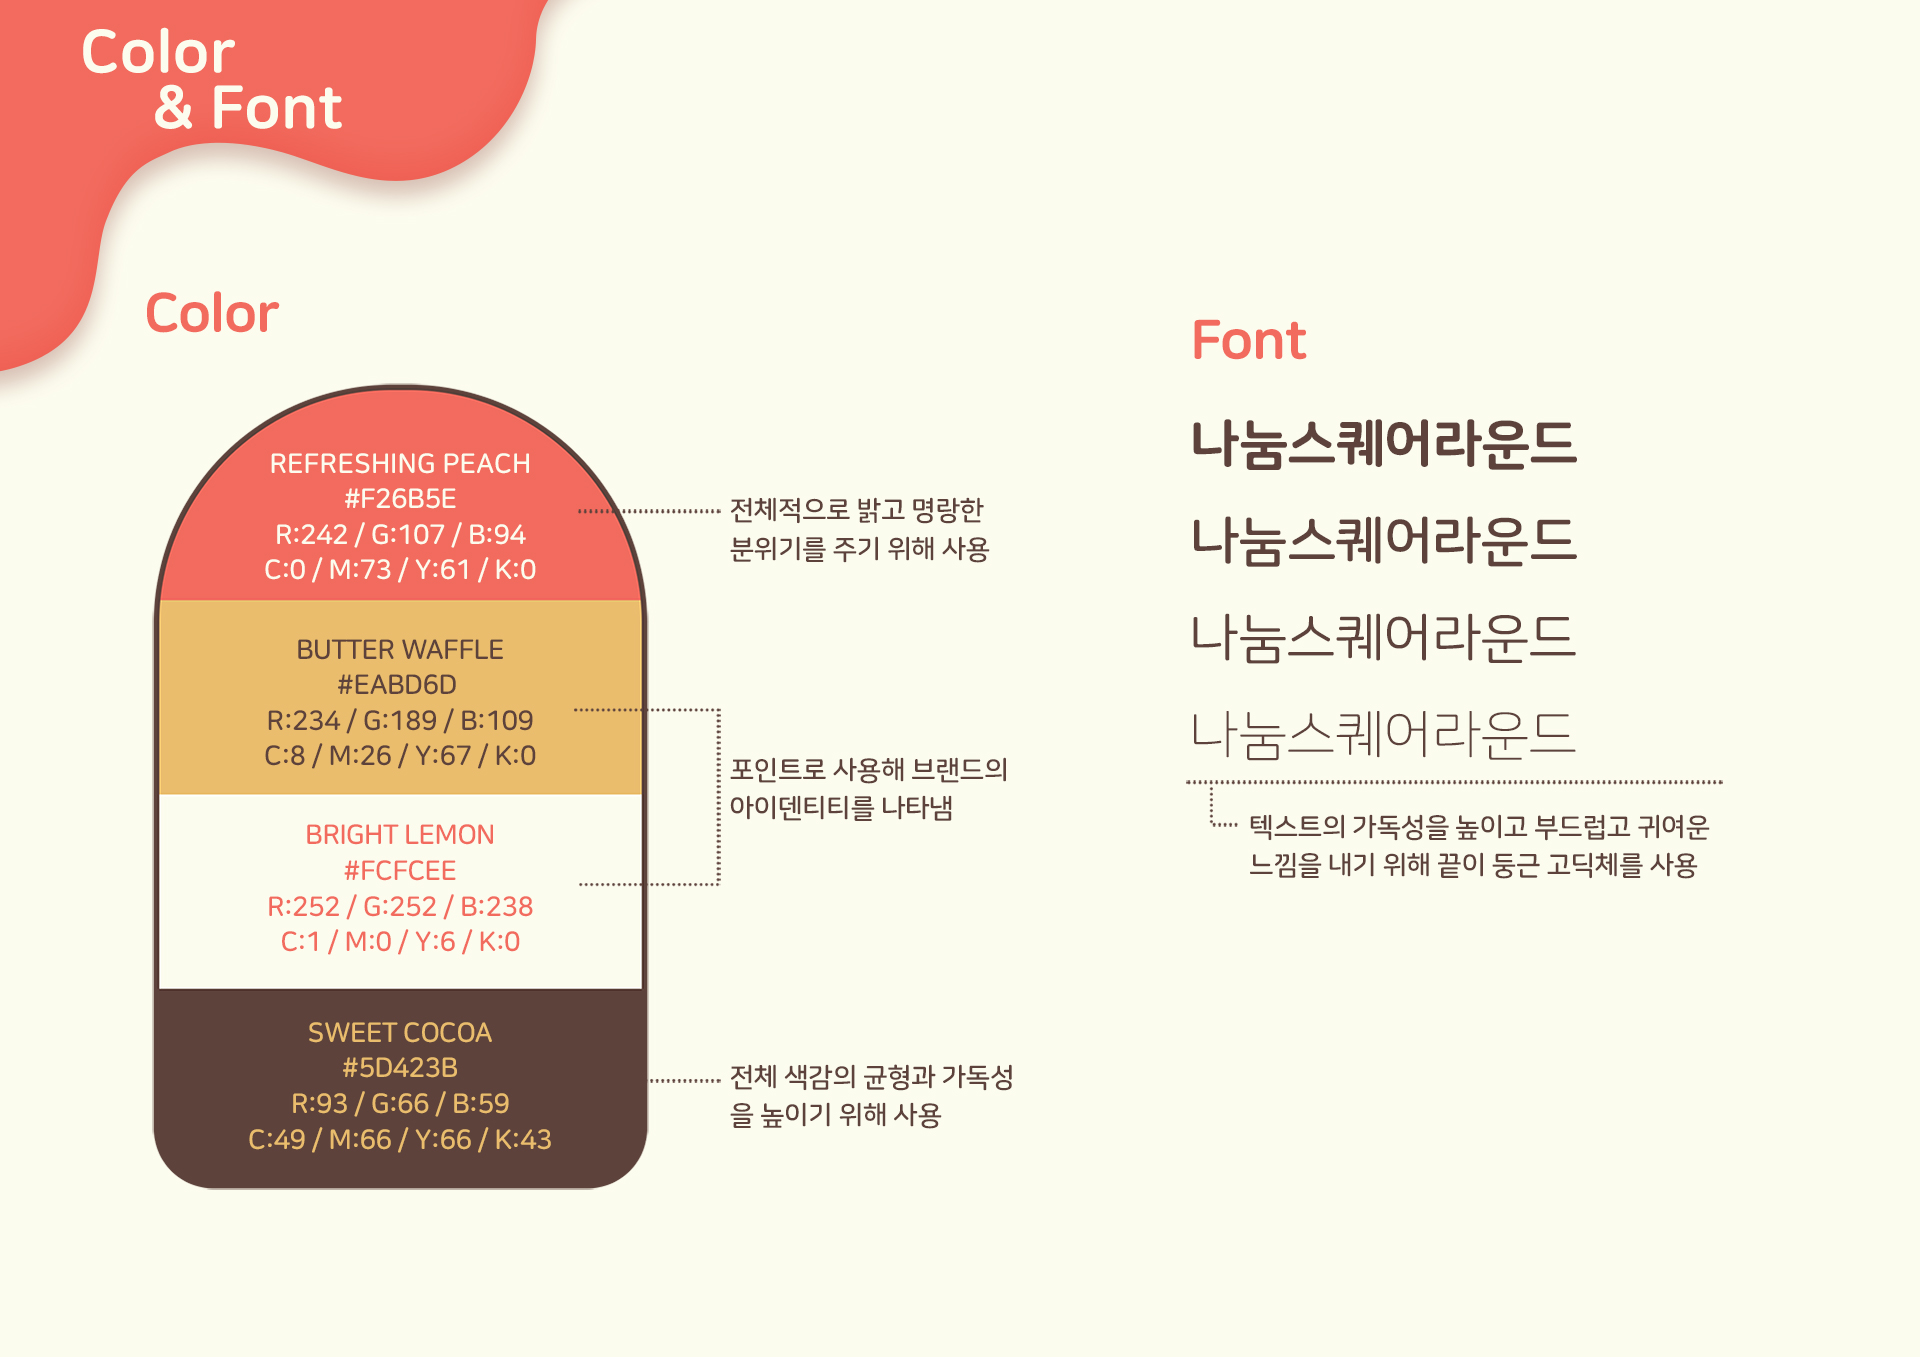 Color
& Font
Color
REFRESHING PEACH
#F26B5E
R:242 / G:107 / B:94
C:0 / M:73 / Y:61 / K:0
전체적으로 밝고 명랑한
분위기를 주기 위해 사용
BUTTER WAFFLE
#EABD6D
R:234 / G:189 / B:109
C:8 / M:26 / Y:67 / K:0
포인트로 사용해 브랜드의
아이덴티티를 나타냄
BRIGHT LEMON
#FCFCEE
R:252 / G:252 / B:238
C:1 / M:0 / Y:6 / K:0
SWEET COCOA
#5D423B
R:93 / G:66 / B:59
C:49 / M:66 / Y:66 / K:43
전체 색감의 균형과 가독성
을 높이기 위해 사용
Font
나눔스퀘어라운드
나눔스퀘어라운드
나눔스퀘어라운드
나눔스퀘어라운드
텍스트의 가독성을 높이고 부드럽고 귀여운
느낌을 내기 위해 끝이 둥근 고딕체를 사용